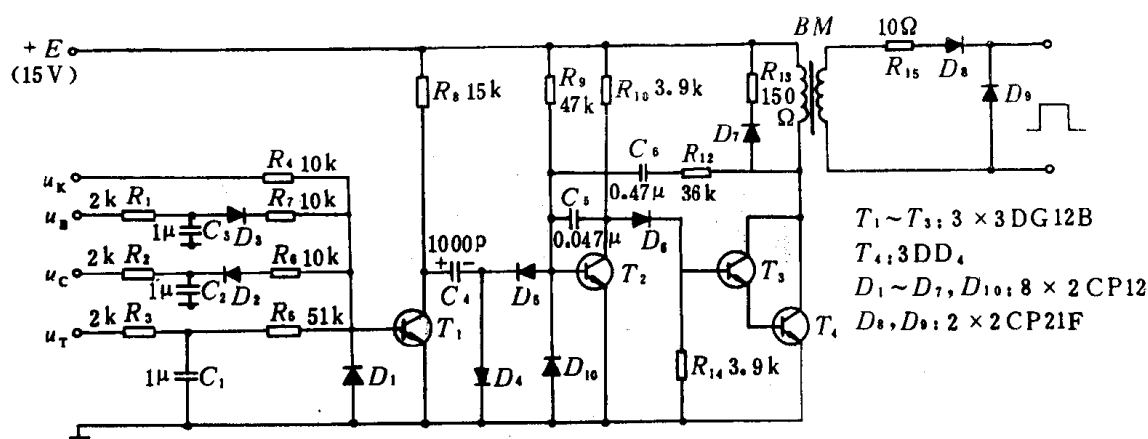 BM
10Ω
R15
D8
D9
+E
(15V)
R8 15k
R9
47k
R10 3.9k
R13
150
Ω
D7
C6
0.47μ
R12
36k
uK
R4 10k
uB
2k R1
1μ
C3
D3
R7 10k
uC
2k R2
1μ
C2
D2
R6 10k
uT
2k R3
1μ
C1
R5 51k
D1
T1
1000p
+ -
C4
D4
D5
C5
0.047μ
D6
T2
D10
T3
T4
R14 3.9k
T1~T3: 3×3DG12B
T4: 3DD4
D1~D7, D10: 8×2CP12
D8, D9: 2×2CP21F